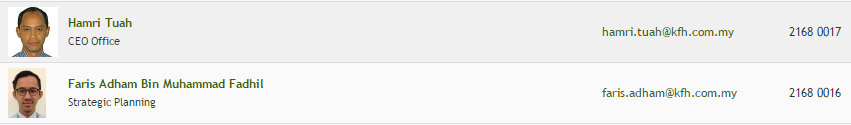 Hamri Tuah
CEO Office
hamri.tuah@kfh.com.my
2168 0017
Faris Adham Bin Muhammad Fadhil
Strategic Planning
faris.adham@kfh.com.my
2168 0016